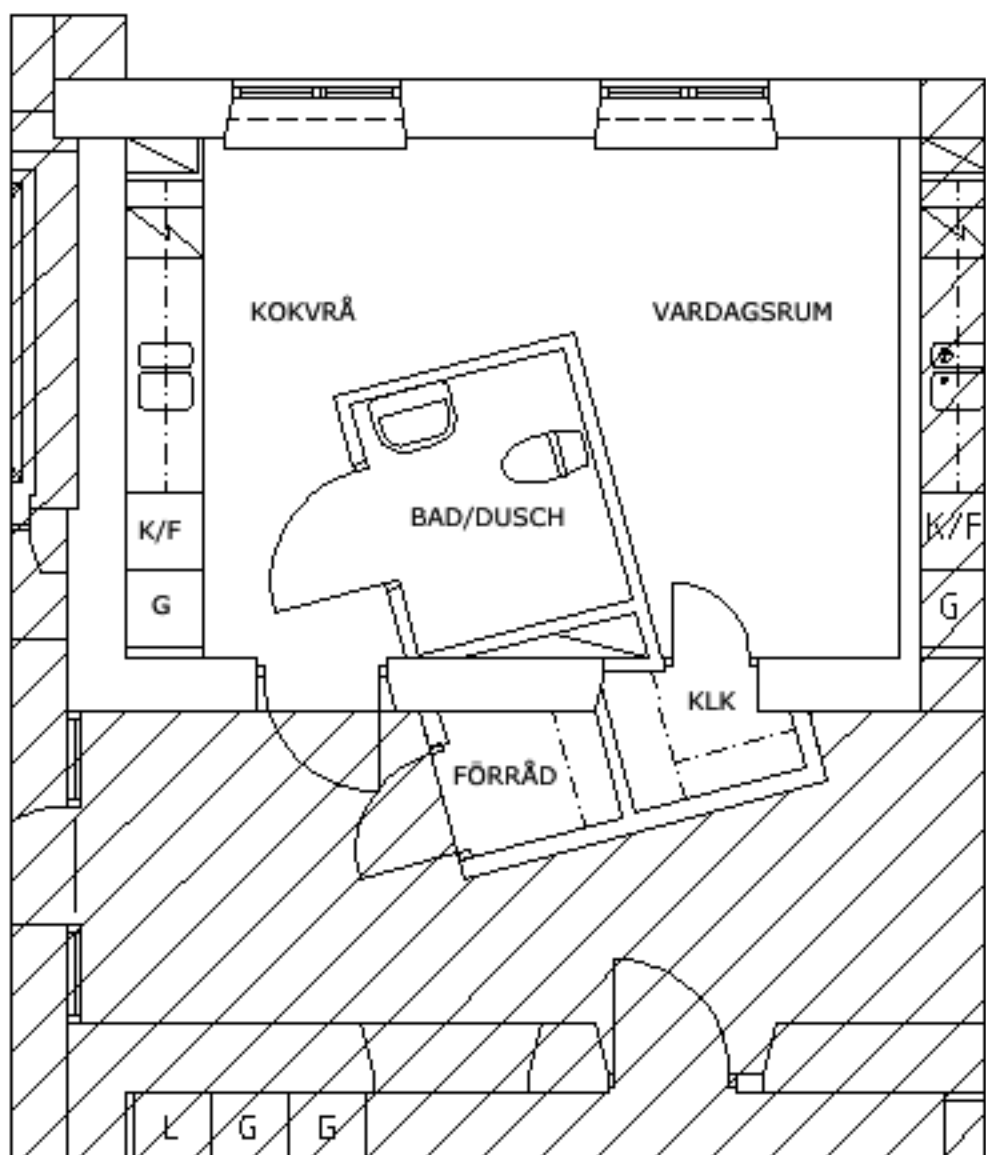 KOKVRÅ
VARDAGSRUM
BAD/DUSCH
K/F
K/F
G
G
KLK
FÖRRÅD
L
G
G